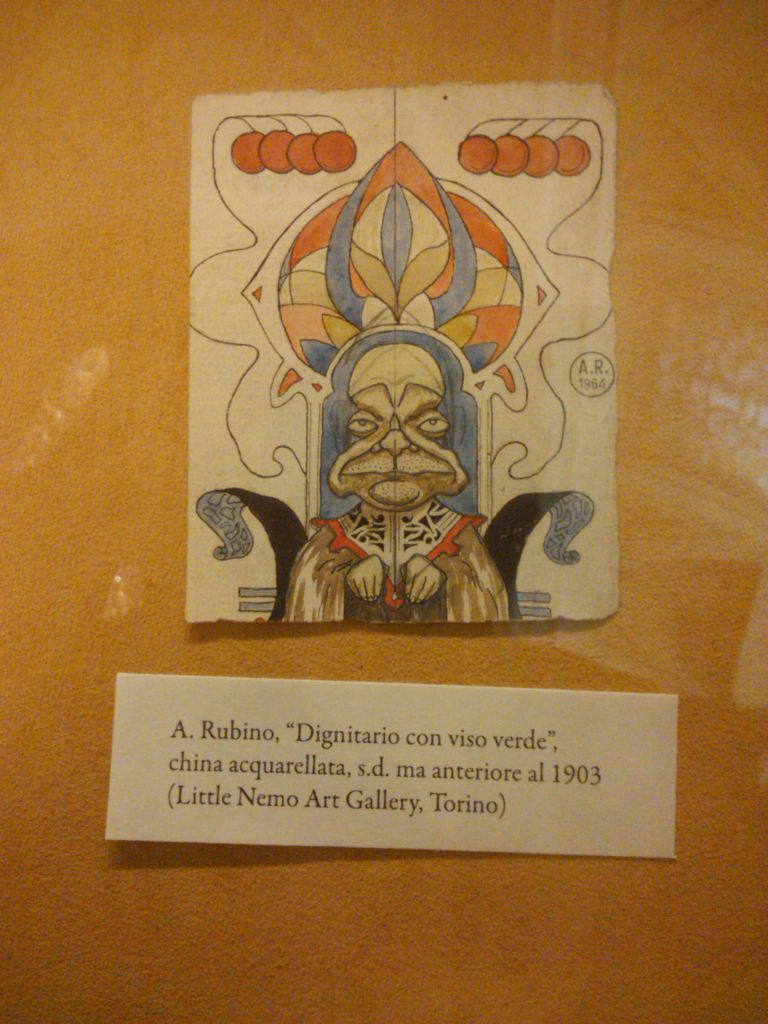 A.R.
1964
A. Rubino, “Dignitario con viso verde”,
china acquarellata, s.d. ma anteriore al 1903
(Little Nemo Art Gallery, Torino)